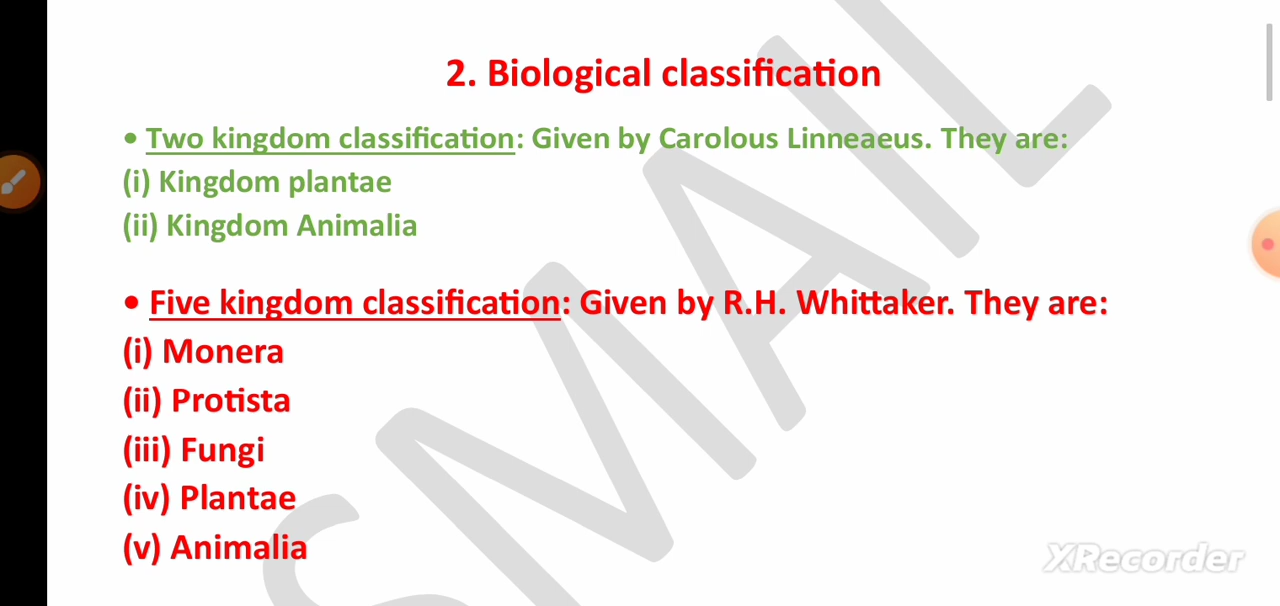 2. Biological classification
• Two kingdom classification: Given by Carolous Linneaeus. They are:
(i) Kingdom plantae
(ii) Kingdom Animalia
• Five kingdom classification: Given by R.H. Whittaker. They are:
(i) Monera
(ii) Protista
(iii) Fungi
(iv) Plantae
(v) Animalia
SMAIL
XRecorder